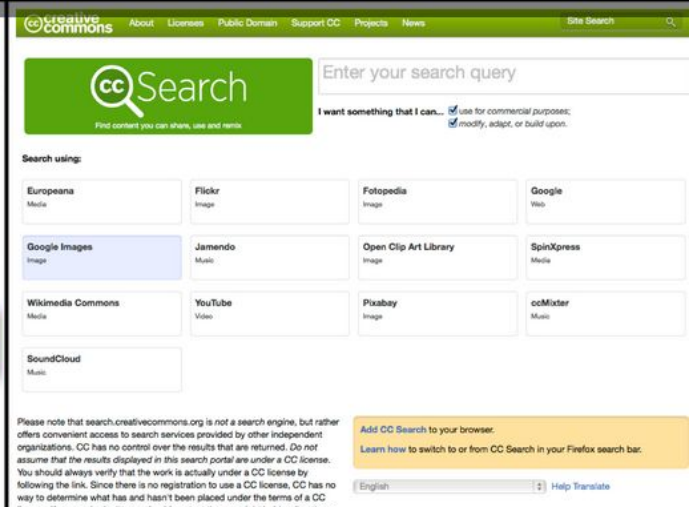 creative commons About Licenses Public Domain Support CC Projects News Site Search
cc Search
Find content you can share, use and remix
Enter your search query
I want something that I can... use for commercial purposes;
modify, adapt, or build upon.
Search using:
Europeana Flickr Fotopedia Google
Media Image Image Web
Google Images Jamendo Open Clip Art Library SpinXpress
Image Music Image Media
Wikimedia Commons YouTube Pixabay ccMixter
Media Video Image Music
SoundCloud
Music
Please note that search.creativecommons.org is not a search engine, but rather
offers convenient access to search services provided by other independent
organizations. CC has no control over the results that are returned. Do not
assume that the results displayed in this search portal are under a CC license.
You should always verify that the work is actually under a CC license by
following the link. Since there is no registration to use a CC license, CC has no
way to determine what has and hasn't been placed under the terms of a CC
Add CC Search to your browser.
Learn how to switch to or from CC Search in your Firefox search bar.
English Help Translate